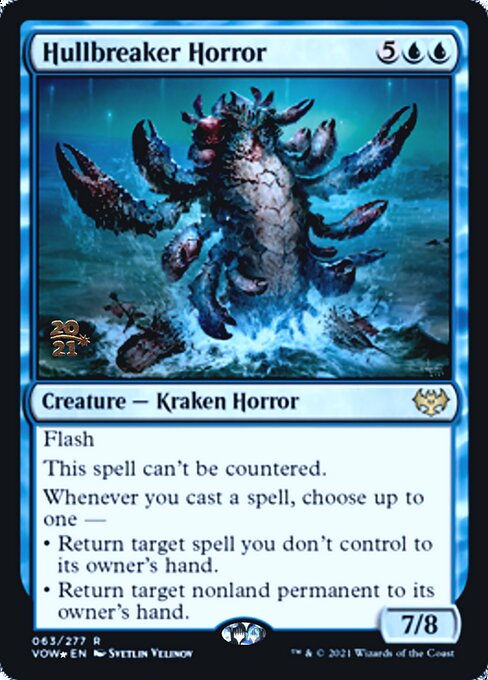 Hullbreaker Horror 5
20
21
Creature — Kraken Horror
Flash
This spell can't be countered.
Whenever you cast a spell, choose up to
one —
• Return target spell you don't control to
its owner's hand.
• Return target nonland permanent to its
owner's hand.
7/8
063/277 R
VOW★EN Svetlin Velinov
™ & © 2021 Wizards of the Coast